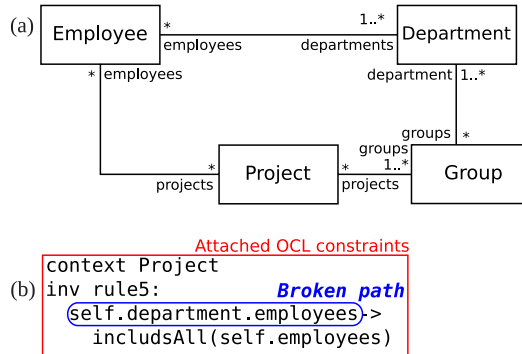 (a)
Employee
*
employees
1..*
departments
Department
*
employees
department
1..*
groups
*
*
projects
Project
*
projects
groups
1..*
Group
Attached OCL constraints
(b)
context Project
inv rule5:
Broken path
self.department.employees->
includsAll(self.employees)